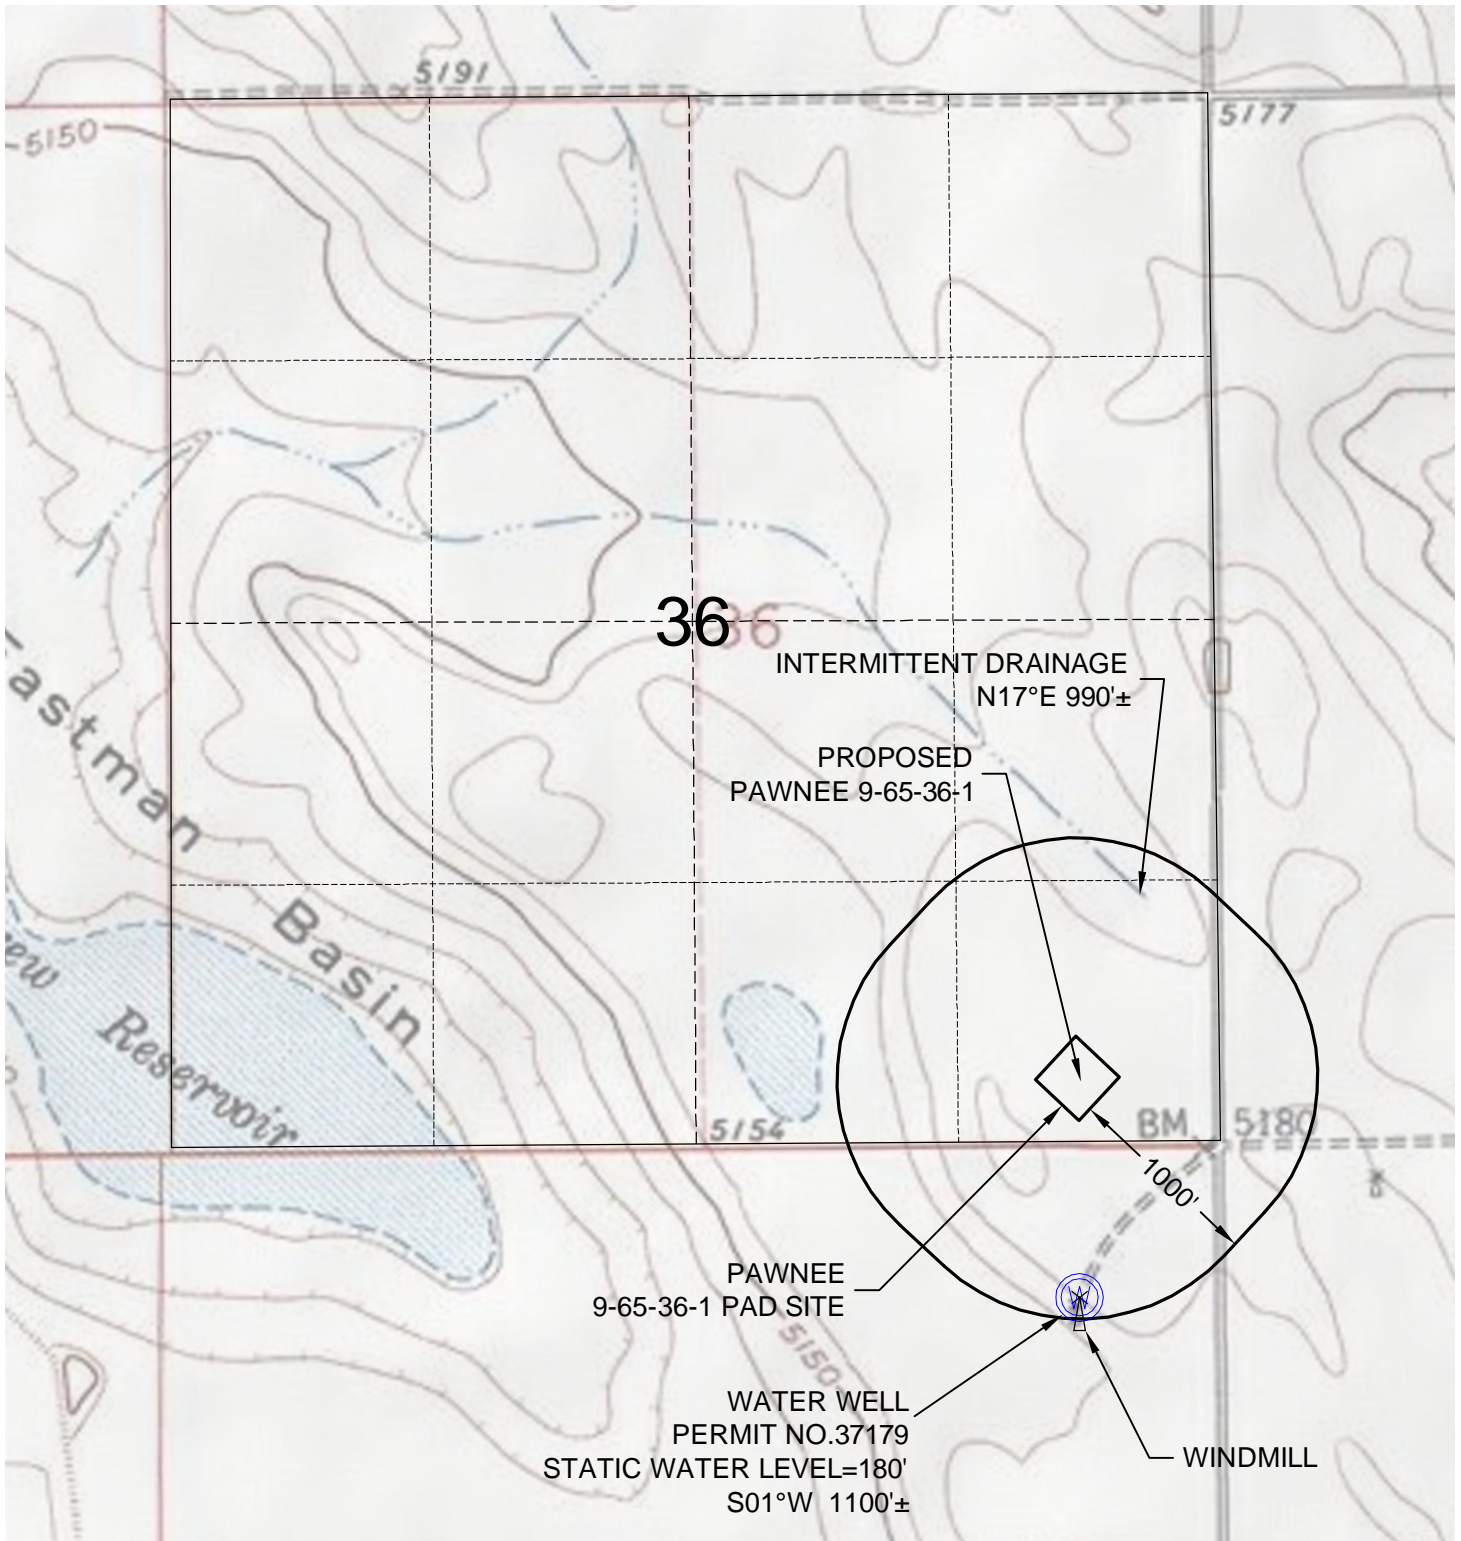 5191
5150
5177
36
36
INTERMITTENT DRAINAGE
N17°E 990'±
PROPOSED
PAWNEE 9-65-36-1
Eastman
Basin
Reservoir
5154
BM
5180
1000'
PAWNEE
9-65-36-1 PAD SITE
5150
WATER WELL
PERMIT NO.37179
STATIC WATER LEVEL=180'
S01°W 1100'±
W
WINDMILL